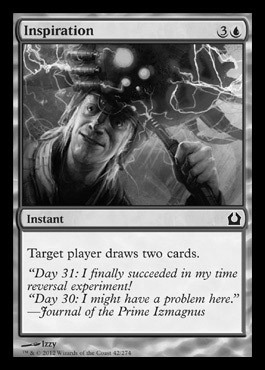 Inspiration 3
Instant
Target player draws two cards.
“Day 31: I finally succeeded in my time
reversal experiment!
“Day 30: I might have a problem here.”
—Journal of the Prime Izmagnus
Izzy
™ & © 2012 Wizards of the Coast 42/274